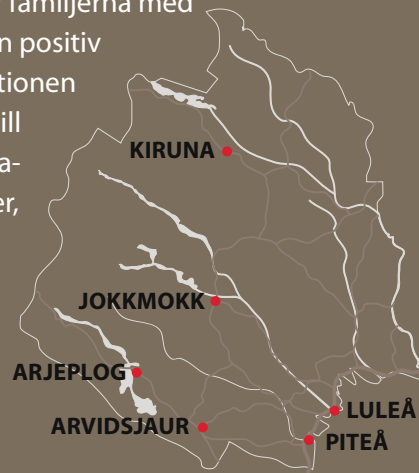 familjerna med
n positiv
tionen
ill
a-
er,
KIRUNA
JOKKMOKK
ARJEPLOG
ARVIDSJAUR
LULEÅ
PITEÅ